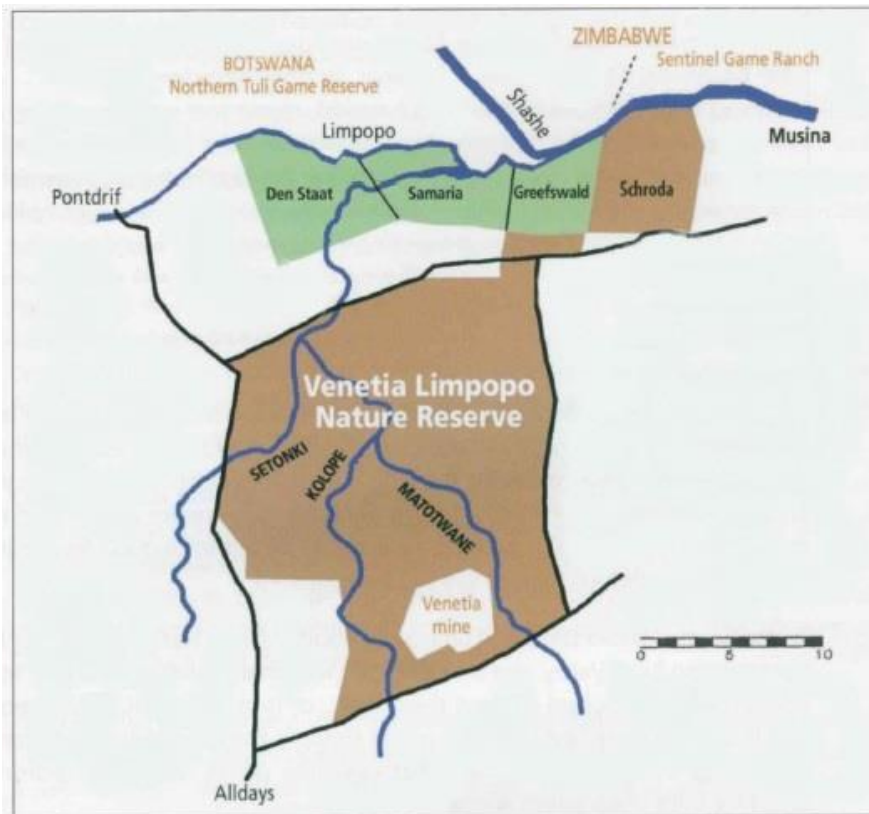 ZIMBABWE
BOTSWANA
Northern Tuli Game Reserve
Sentinel Game Ranch
Shashe
Limpopo
Musina
Pontdrif
Den Staat
Samaria
Greefswald
Schroda
Venetia Limpopo
Nature Reserve
SETONKI
KOLOPE
MATOTWANE
Venetia
mine
0 5 10
Alldays